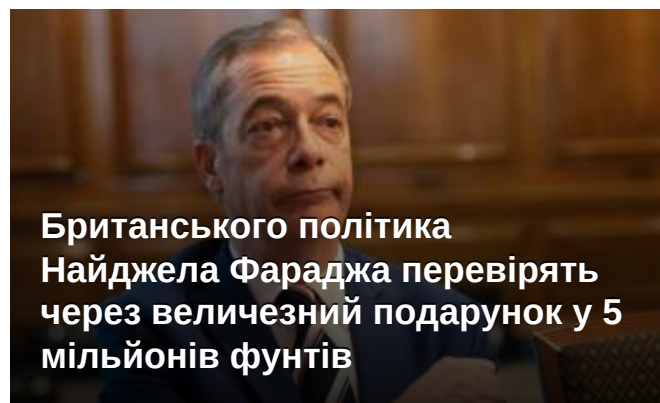 Британського політика
Найджела Фараджа перевірять
через величезний подарунок у 5
мільйонів фунтів